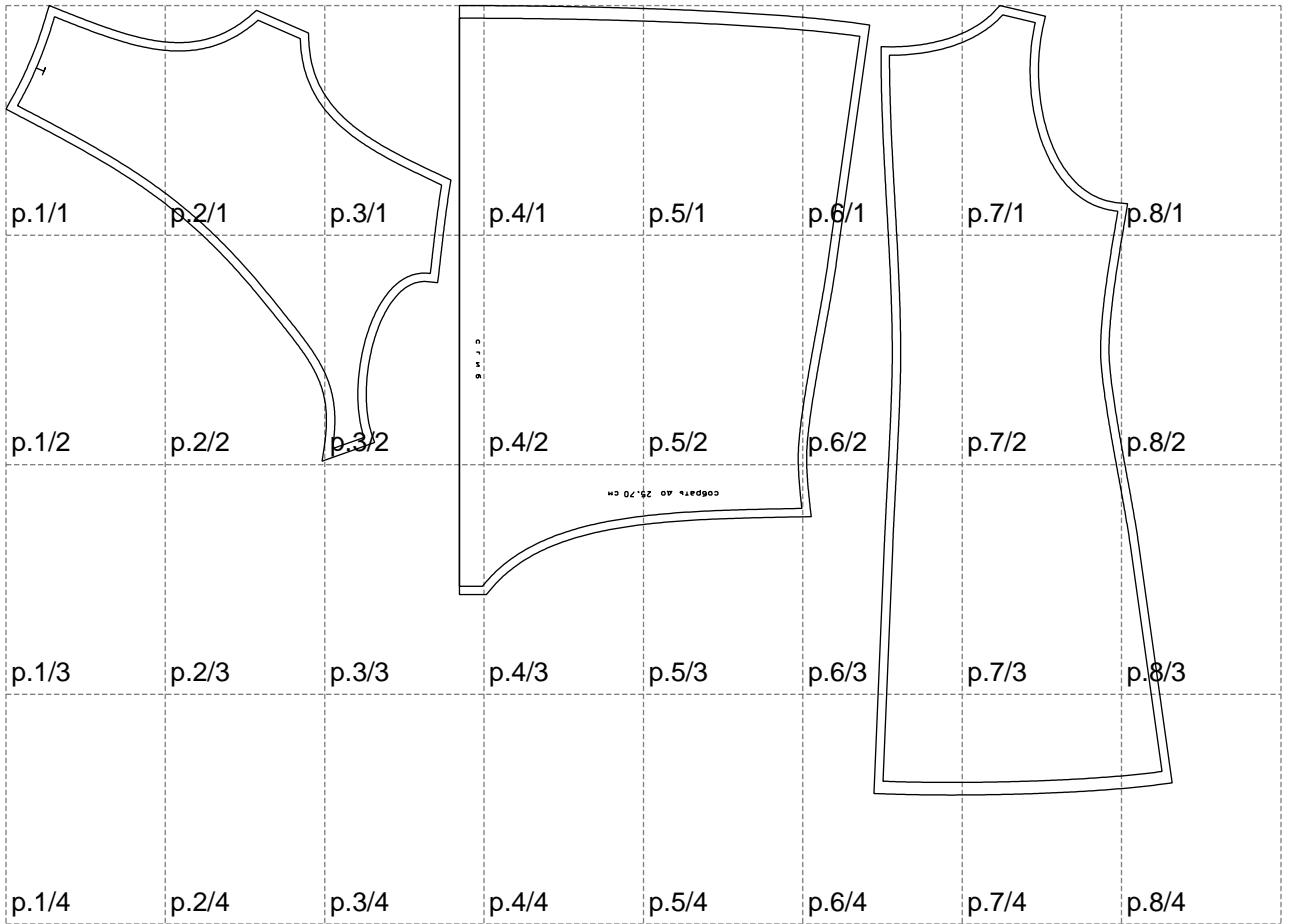 p.1/1 p.2/1 p.3/1 p.4/1 p.5/1 p.6/1 p.7/1 p.8/1
сгиб
p.1/2 p.2/2 p.3/2 p.4/2 p.5/2 p.6/2 p.7/2 p.8/2
собрать до 25.70 см
p.1/3 p.2/3 p.3/3 p.4/3 p.5/3 p.6/3 p.7/3 p.8/3
p.1/4 p.2/4 p.3/4 p.4/4 p.5/4 p.6/4 p.7/4 p.8/4